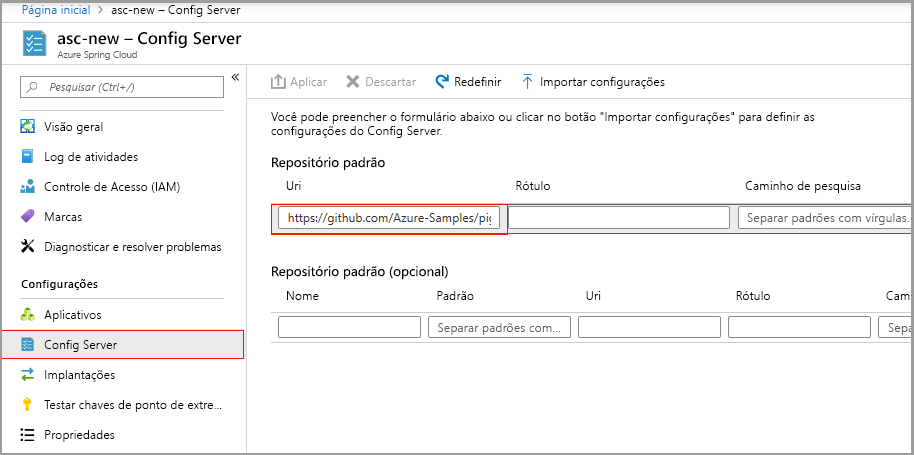 Página inicial > asc-new – Config Server
asc-new – Config Server
Azure Spring Cloud
Pesquisar (Ctrl+/)
«
Visão geral
Log de atividades
Controle de Acesso (IAM)
Marcas
Diagnosticar e resolver problemas
Configurações
Aplicativos
Config Server
Implantações
Testar chaves de ponto de extre...
Propriedades
Aplicar Descartar Redefinir Importar configurações
Você pode preencher o formulário abaixo ou clicar no botão "Importar configurações" para definir as
configurações do Config Server.
Repositório padrão
Uri Rótulo Caminho de pesquisa
https://github.com/Azure-Samples/pig Separar padrões com vírgulas.
Repositório padrão (opcional)
Nome Padrão Uri Rótulo Cam
Separar padrões com... Sepa